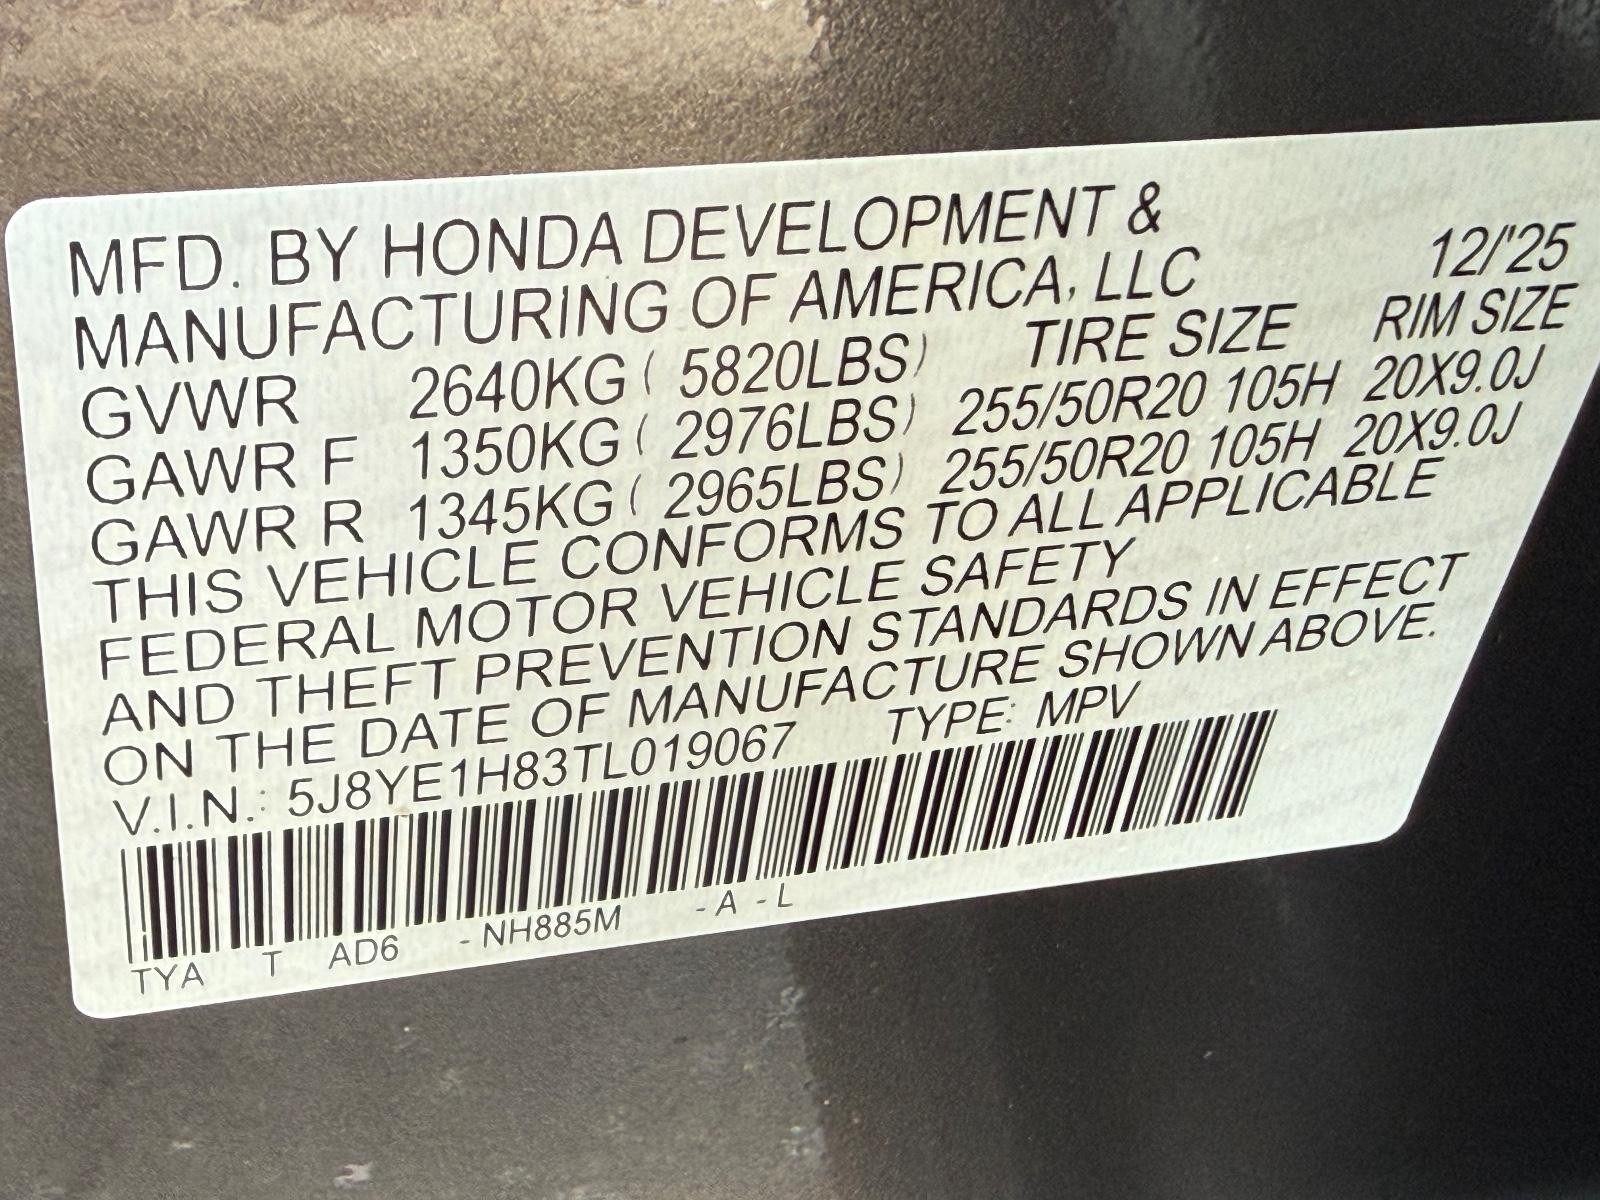 MFD. BY HONDA DEVELOPMENT &
MANUFACTURING OF AMERICA, LLC 12/'25
GVWR 2640KG ( 5820LBS) TIRE SIZE RIM SIZE
GAWR F 1350KG ( 2976LBS) 255/50R20 105H 20X9.0J
GAWR R 1345KG ( 2965LBS) 255/50R20 105H 20X9.0J
THIS VEHICLE CONFORMS TO ALL APPLICABLE
FEDERAL MOTOR VEHICLE SAFETY
AND THEFT PREVENTION STANDARDS IN EFFECT
ON THE DATE OF MANUFACTURE SHOWN ABOVE.
V.I.N.: 5J8YE1H83TL019067 TYPE: MPV
TYA T AD6 - NH885M - A - L